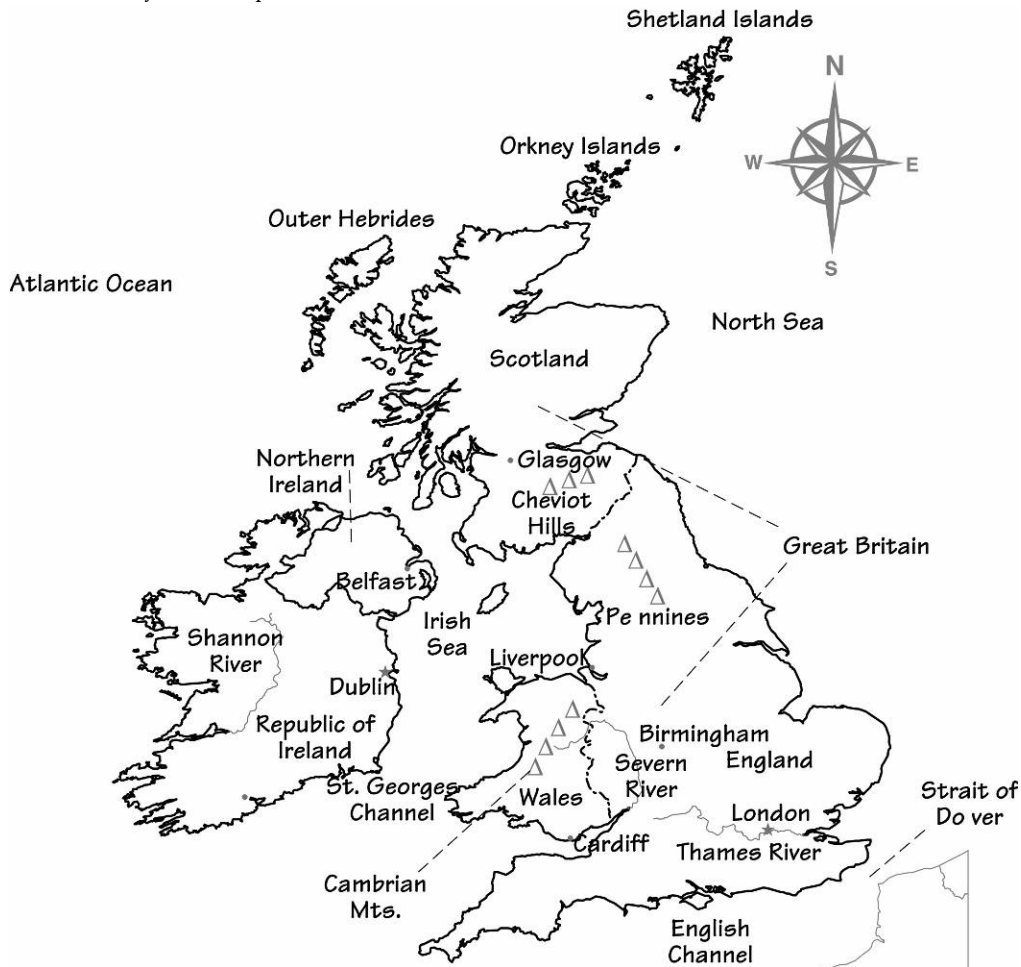 Shetland Islands
N
Orkney Islands
W
E
Outer Hebrides
S
Atlantic Ocean
North Sea
Scotland
Northern
Ireland
Glasgow
Cheviot
Hills
Great Britain
Belfast
Irish
Sea
Pe nnines
Shannon
River
Liverpool
Dublin
Republic of
Ireland
Birmingham
England
Severn
River
St. Georges
Channel
Wales
Strait of
Do ver
London
Cardiff
Thames River
Cambrian
Mts.
English
Channel